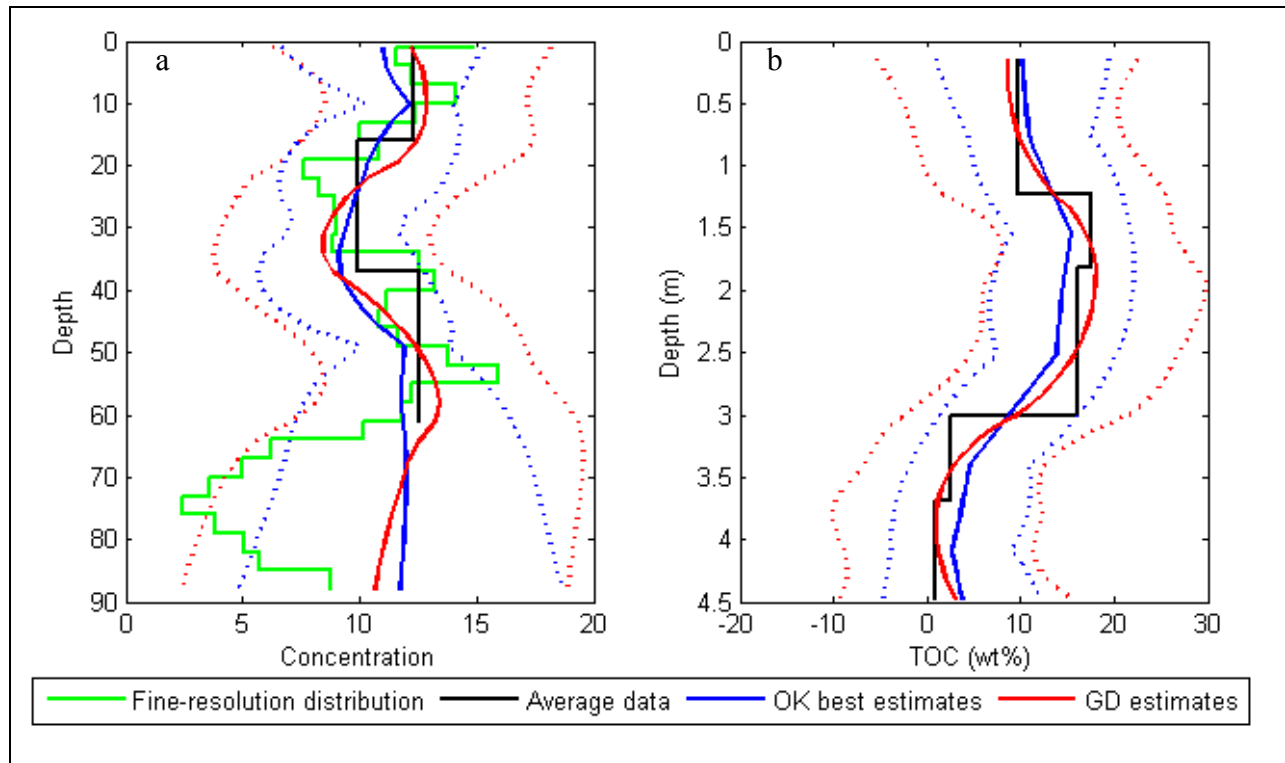 a
0
10
20
30
40
50
60
70
80
90
Depth
0 5 10 15 20
Concentration
b
0
0.5
1
1.5
2
2.5
3
3.5
4
4.5
Depth (m)
-20 -10 0 10 20 30
TOC (wt%)
Fine-resolution distribution Average data OK best estimates GD estimates